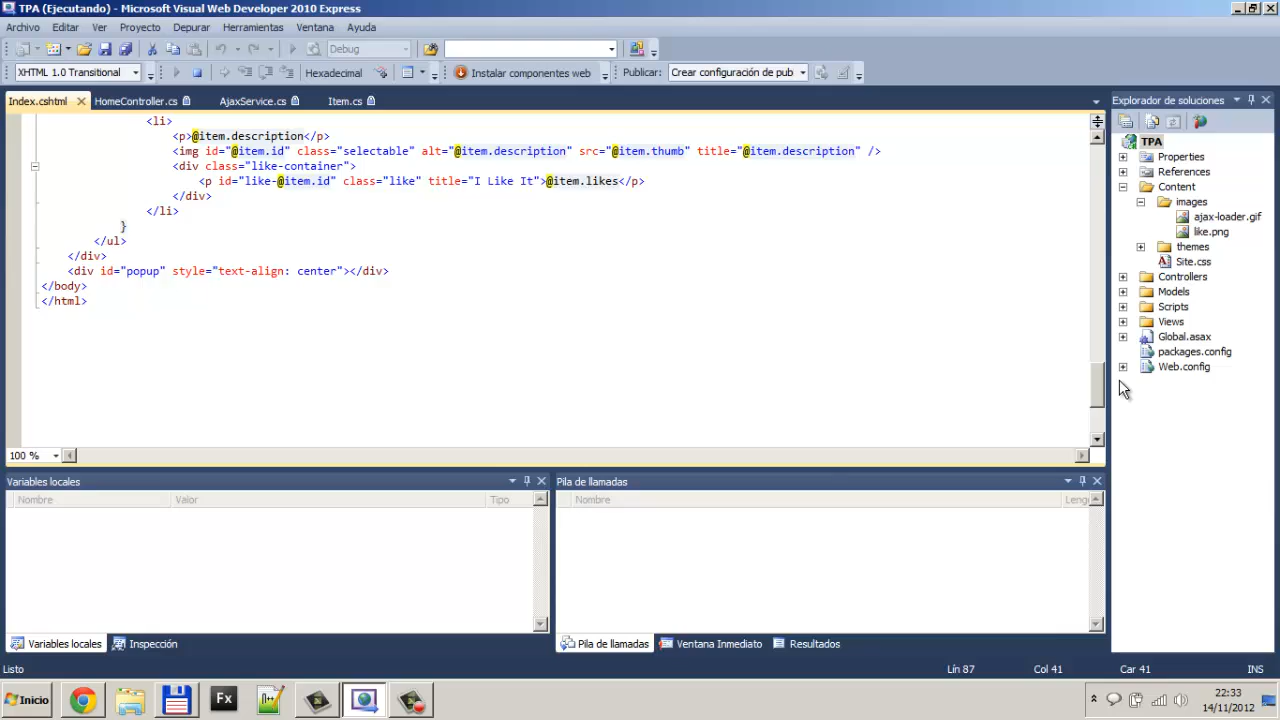 TPA (Ejecutando) - Microsoft Visual Web Developer 2010 Express
Archivo Editar Ver Proyecto Depurar Herramientas Ventana Ayuda
Debug
XHTML 1.0 Transitional Hexadecimal Instalar componentes web Publicar: Crear configuración de pub
Index.cshtml HomeController.cs AjaxService.cs Item.cs
<li>
<p>@item.description</p>
<img id="@item.id" class="selectable" alt="@item.description" src="@item.thumb" title="@item.description" />
<div class="like-container">
<p id="like-@item.id" class="like" title="I Like It">@item.likes</p>
</div>
</li>
}
</ul>
</div>
<div id="popup" style="text-align: center"></div>
</body>
</html>
100 %
Explorador de soluciones
TPA
Properties
References
Content
images
ajax-loader.gif
like.png
themes
Site.css
Controllers
Models
Scripts
Views
Global.asax
packages.config
Web.config
Variables locales
Nombre Valor Tipo
Pila de llamadas
Nombre Leng
Variables locales Inspección
Pila de llamadas Ventana Inmediato Resultados
Listo Lín 87 Col 41 Car 41 INS
Inicio Fx 22:33
14/11/2012